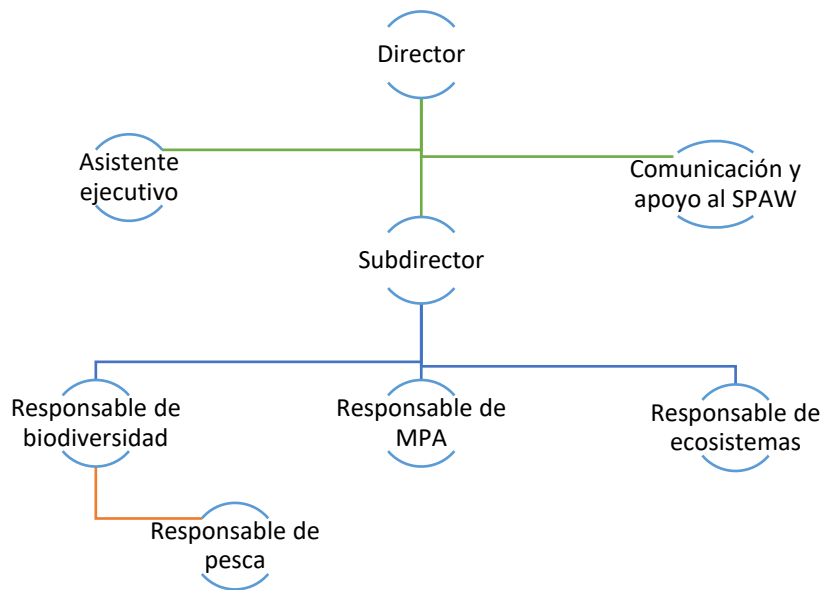 Director
Asistente
ejecutivo
Comunicación y
apoyo al SPAW
Subdirector
Responsable de
biodiversidad
Responsable de
MPA
Responsable de
ecosistemas
Responsable de
pesca